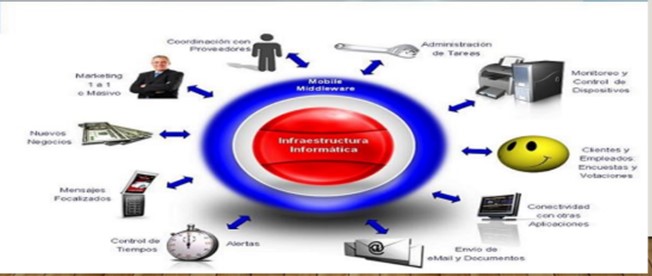 Coordinación con
Proveedores
Administración
de Tareas
Mobile
Middleware
Marketing
1 a 1
o Masivo
Monitoreo y
Control de
Dispositivos
Nuevos
Negocios
Infraestructura
Informática
Clientes y
Empleados:
Encuestas y
Votaciones
Mensajes
Focalizados
Conectividad
con otras
Aplicaciones
Control de
Tiempos
Alertas
@
Envío de
eMail y Documentos